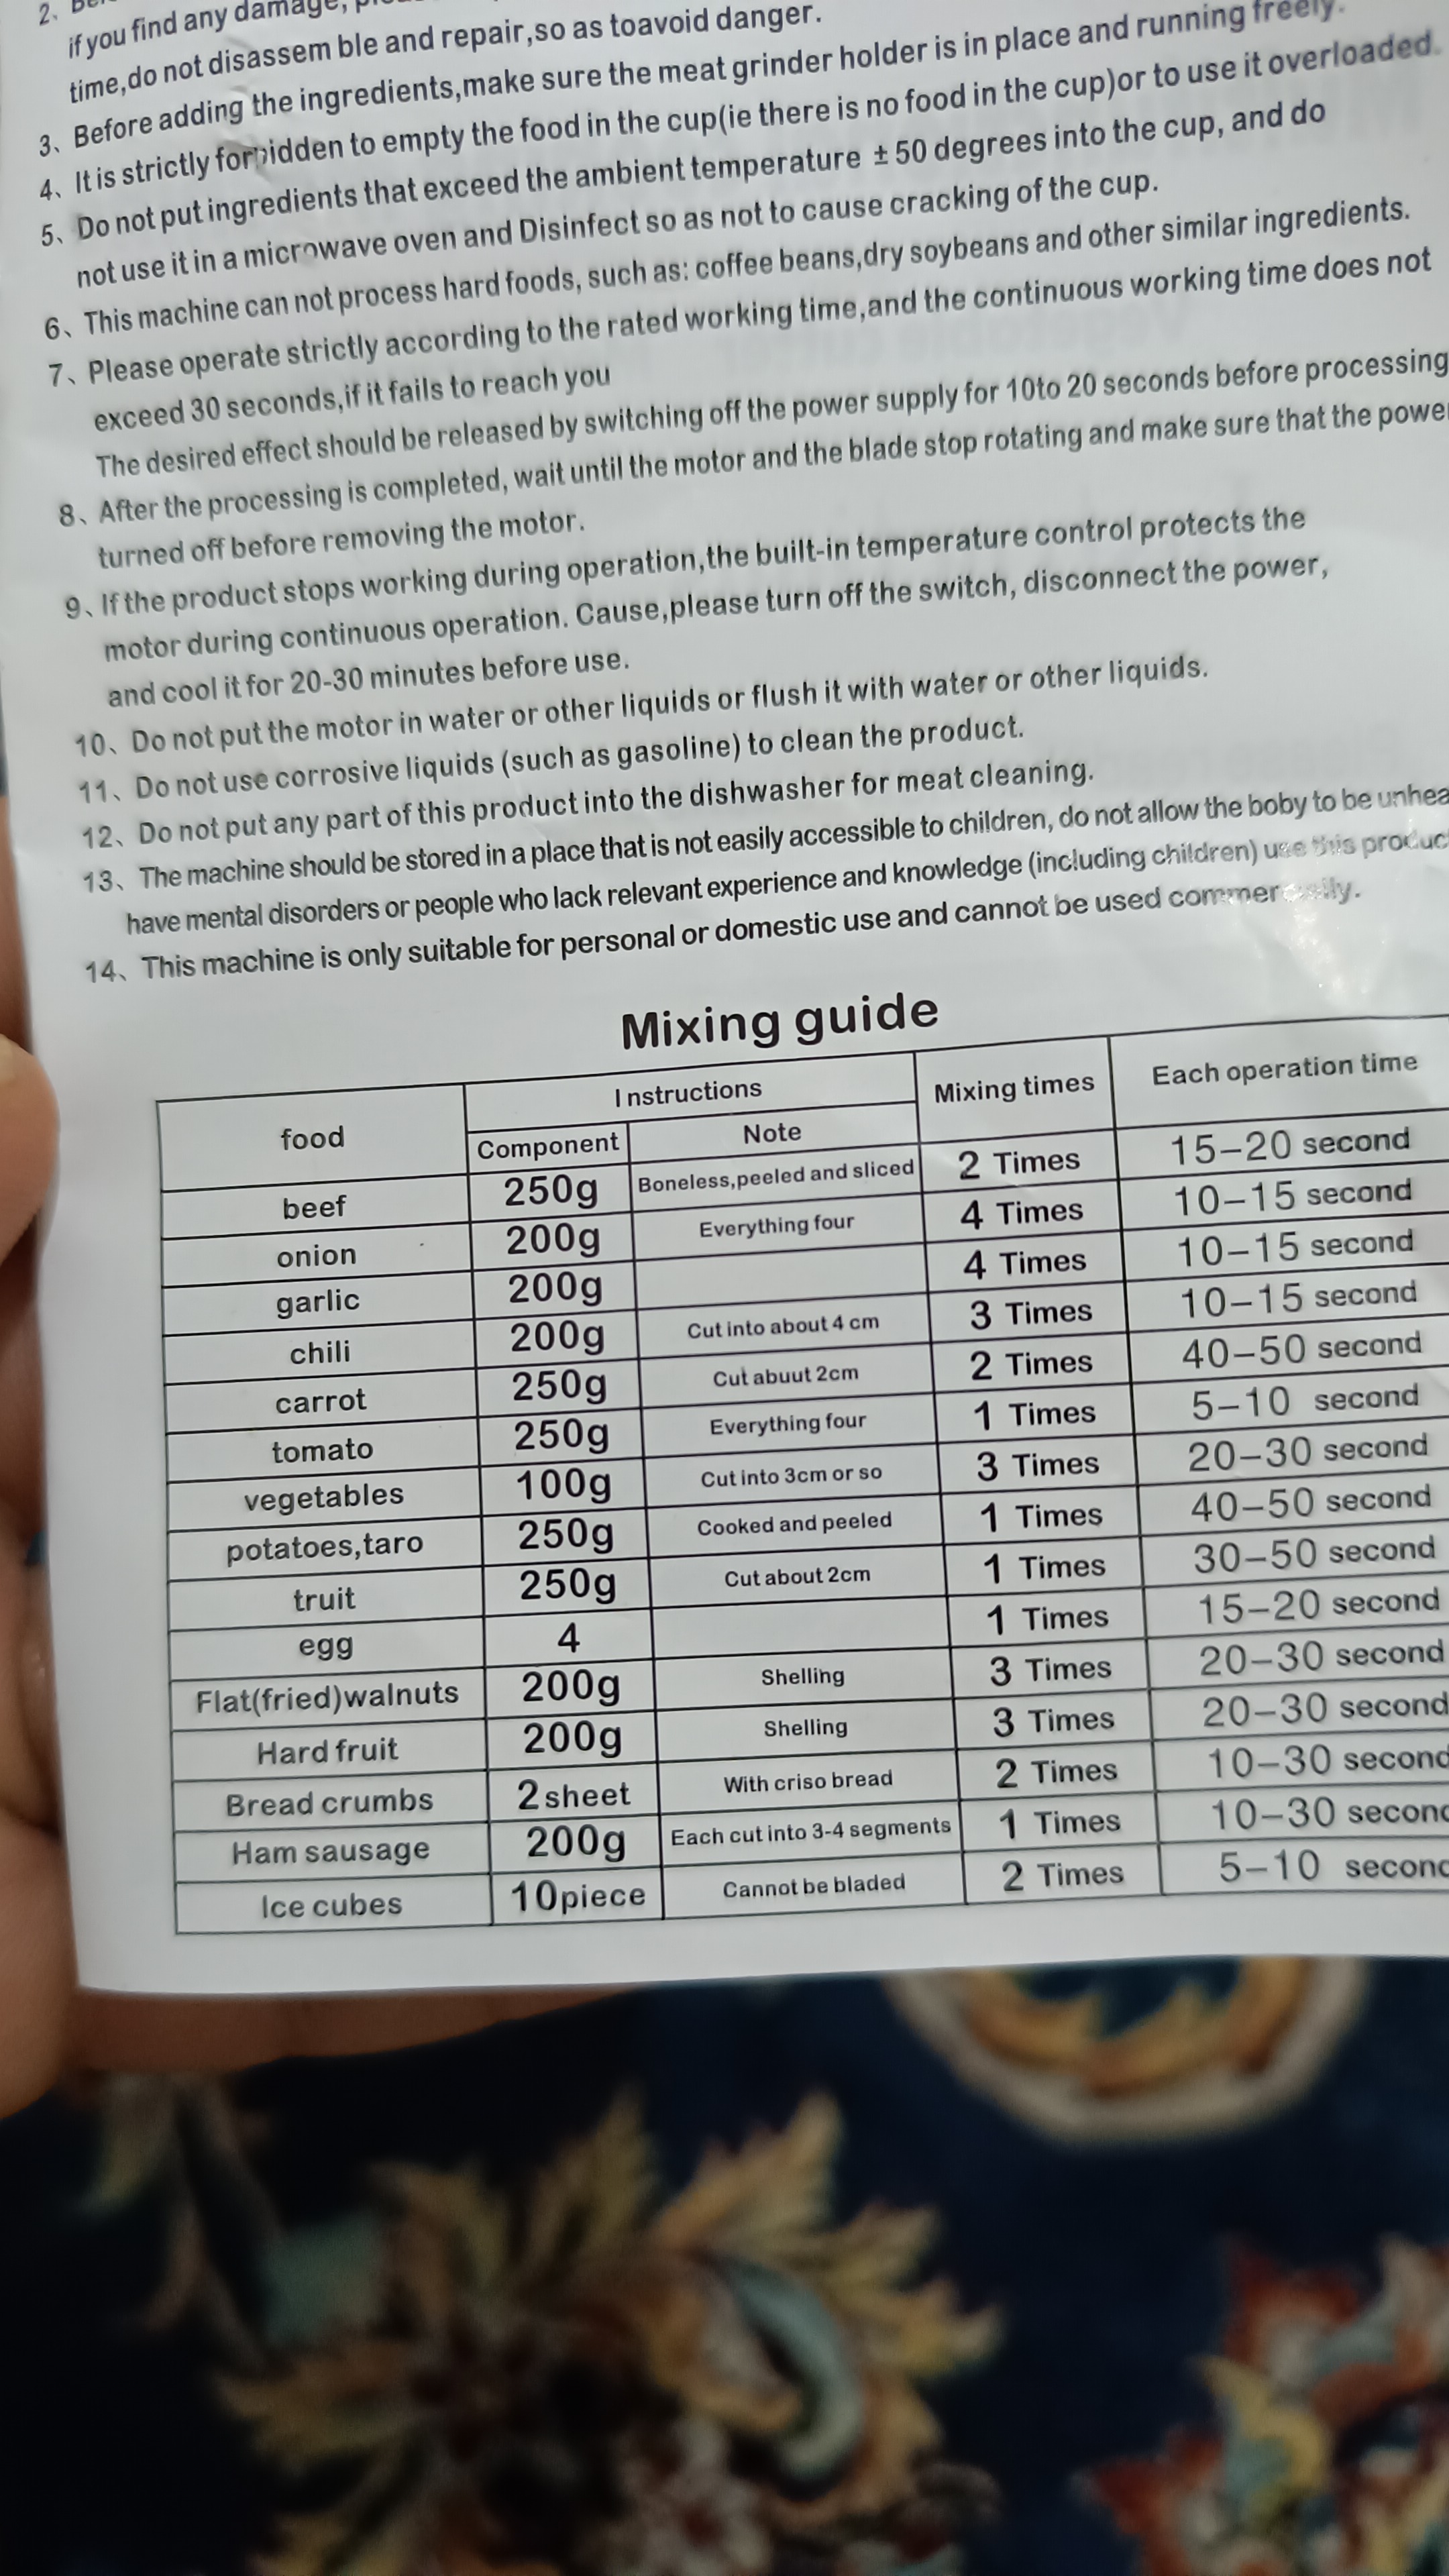 2、
if you find any damage,
time,do not disassem ble and repair,so as toavoid danger.
3、Before adding the ingredients,make sure the meat grinder holder is in place and running freely.
4、It is strictly forbidden to empty the food in the cup(ie there is no food in the cup)or to use it overloaded.
5、Do not put ingredients that exceed the ambient temperature ±50 degrees into the cup, and do
not use it in a microwave oven and Disinfect so as not to cause cracking of the cup.
6、This machine can not process hard foods, such as: coffee beans,dry soybeans and other similar ingredients.
7、Please operate strictly according to the rated working time,and the continuous working time does not
exceed 30 seconds,if it fails to reach you
The desired effect should be released by switching off the power supply for 10to 20 seconds before processing
8、After the processing is completed, wait until the motor and the blade stop rotating and make sure that the power
turned off before removing the motor.
9、If the product stops working during operation,the built-in temperature control protects the
motor during continuous operation. Cause,please turn off the switch, disconnect the power,
and cool it for 20-30 minutes before use.
10、Do not put the motor in water or other liquids or flush it with water or other liquids.
11、Do not use corrosive liquids (such as gasoline) to clean the product.
12、Do not put any part of this product into the dishwasher for meat cleaning.
13、The machine should be stored in a place that is not easily accessible to children, do not allow the boby to be unhea
have mental disorders or people who lack relevant experience and knowledge (including children) use this produc
14、This machine is only suitable for personal or domestic use and cannot be used commercially.
Mixing guide
food Instructions Mixing times Each operation time
Component Note
beef 250g Boneless,peeled and sliced 2 Times 15-20 second
onion 200g Everything four 4 Times 10-15 second
garlic 200g 4 Times 10-15 second
chili 200g Cut into about 4 cm 3 Times 10-15 second
carrot 250g Cut abuut 2cm 2 Times 40-50 second
tomato 250g Everything four 1 Times 5-10 second
vegetables 100g Cut into 3cm or so 3 Times 20-30 second
potatoes,taro 250g Cooked and peeled 1 Times 40-50 second
truit 250g Cut about 2cm 1 Times 30-50 second
egg 4 1 Times 15-20 second
Flat(fried)walnuts 200g Shelling 3 Times 20-30 second
Hard fruit 200g Shelling 3 Times 20-30 second
Bread crumbs 2sheet With criso bread 2 Times 10-30 second
Ham sausage 200g Each cut into 3-4 segments 1 Times 10-30 second
Ice cubes 10piece Cannot be bladed 2 Times 5-10 second